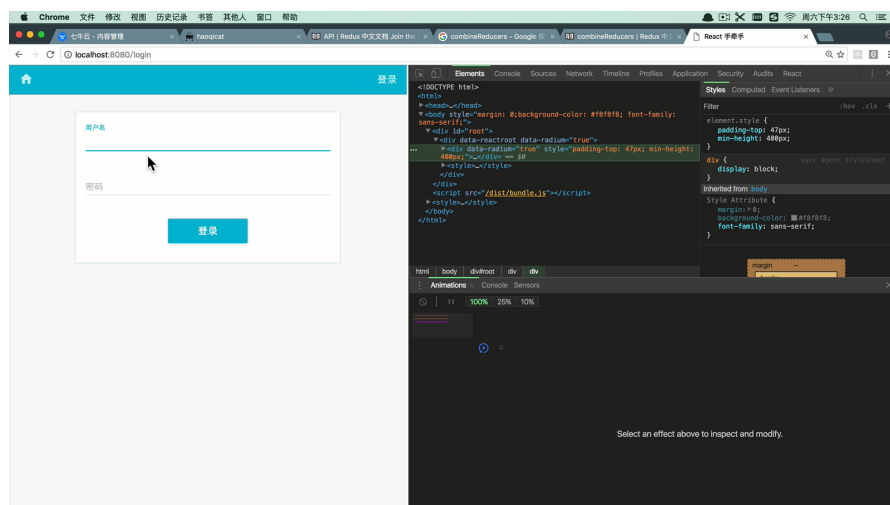 Chrome 文件 修改 视图 历史记录 书签 其他人 窗口 帮助 周六下午3:26
七牛云 - 内容管理 haoqicat API | Redux 中文文档 Join the combineReducers - Google combineReducers | Redux 中 React 手牵手
localhost:8080/login
登录
用户名
密码
登录
Elements Console Sources Network Timeline Profiles Application Security Audits React
<!DOCTYPE html>
<html>
▶<head>…</head>
▼<body style="margin: 0;background-color: #f8f8f8; font-family:
sans-serif;">
▼<div id="root">
▼<div data-reactroot data-radium="true">
… ▶<div data-radium="true" style="padding-top: 47px; min-height:
400px;">…</div> == $0
▶<style>…</style>
</div>
</div>
<script src="/dist/bundle.js"></script>
▶<style>…</style>
</body>
</html>
html body div#root div div
Styles Computed Event Listeners »
Filter :hov .cls +
element.style {
padding-top: 47px;
min-height: 400px;
}
div { user agent stylesheet
display: block;
}
Inherited from body
Style Attribute {
margin:▶0;
background-color: #f8f8f8;
font-family: sans-serif;
}
margin –
Animations × Console Sensors
100% 25% 10%
0
Select an effect above to inspect and modify.